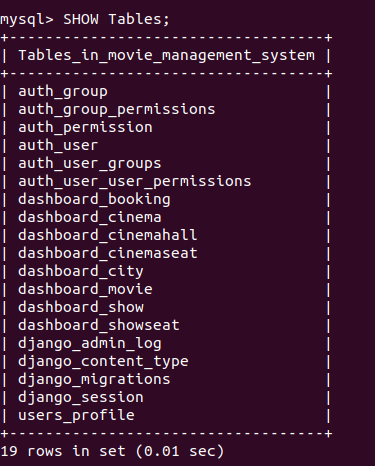 mysql> SHOW Tables;
+-----------------------------------+
| Tables_in_movie_management_system |
+-----------------------------------+
| auth_group                        |
| auth_group_permissions            |
| auth_permission                   |
| auth_user                         |
| auth_user_groups                  |
| auth_user_user_permissions        |
| dashboard_booking                 |
| dashboard_cinema                  |
| dashboard_cinemahall              |
| dashboard_cinemaseat              |
| dashboard_city                    |
| dashboard_movie                   |
| dashboard_show                    |
| dashboard_showseat                |
| django_admin_log                  |
| django_content_type               |
| django_migrations                 |
| django_session                    |
| users_profile                     |
+-----------------------------------+
19 rows in set (0.01 sec)